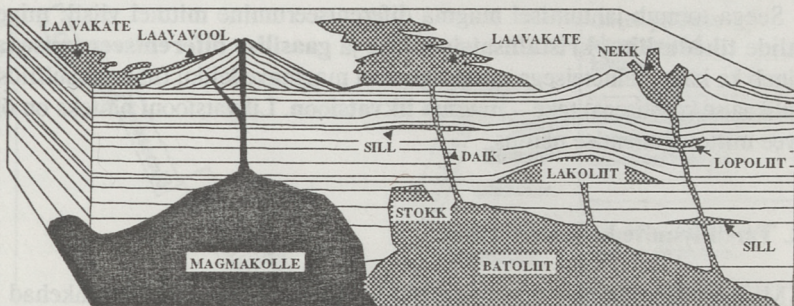 LAAVAKATE
LAAVAVOOL
LAAVAKATE
NEKK
SILL
DAIK
LOPOLIIT
LAKOLIIT
STOKK
SILL
MAGMAKOLLE
BATOLIIT